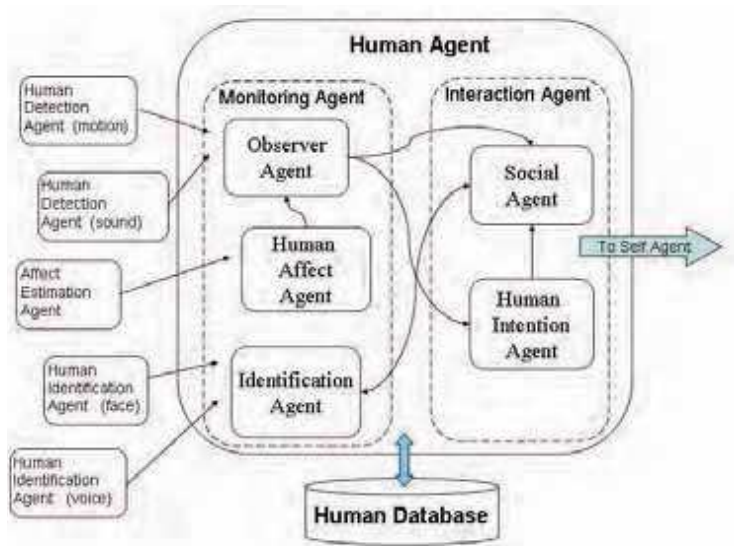 Human Agent
Monitoring Agent
Interaction Agent
Human
Detection
Agent (motion)
Human
Detection
Agent (sound)
Affect
Estimation
Agent
Human
Identification
Agent (face)
Human
Identification
Agent (voice)
Observer
Agent
Human
Affect
Agent
Identification
Agent
Social
Agent
Human
Intention
Agent
To Self Agent
Human Database